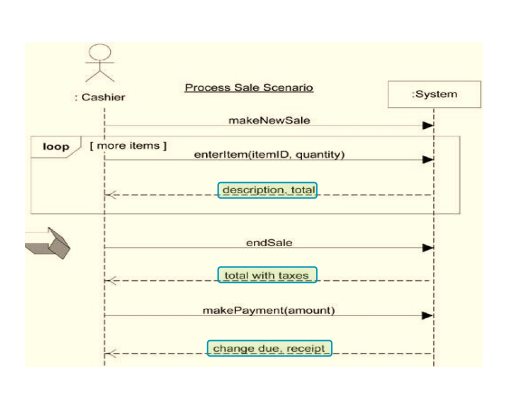 Process Sale Scenario
: Cashier
:System
makeNewSale
loop
[ more items ]
enterItem(itemID, quantity)
description, total
endSale
total with taxes
makePayment(amount)
change due, receipt